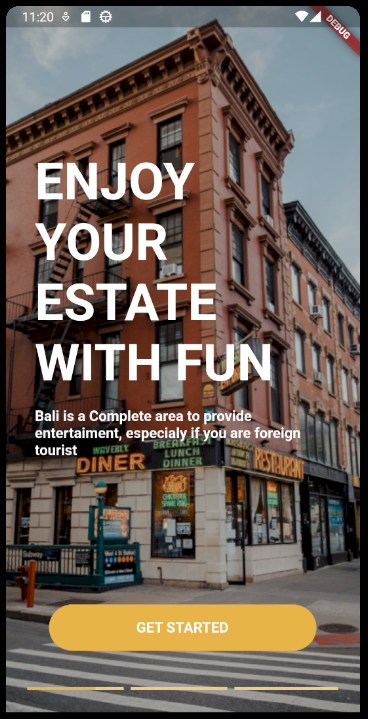 11:20
DEBUG
ENJOY
YOUR
ESTATE
WITH FUN
Bali is a Complete area to provide
entertaiment, especialy if you are foreign
tourist
WAVERLY
DINER
BREAKFAST
LUNCH
DINNER
RESTAURANT
Subway
GET STARTED